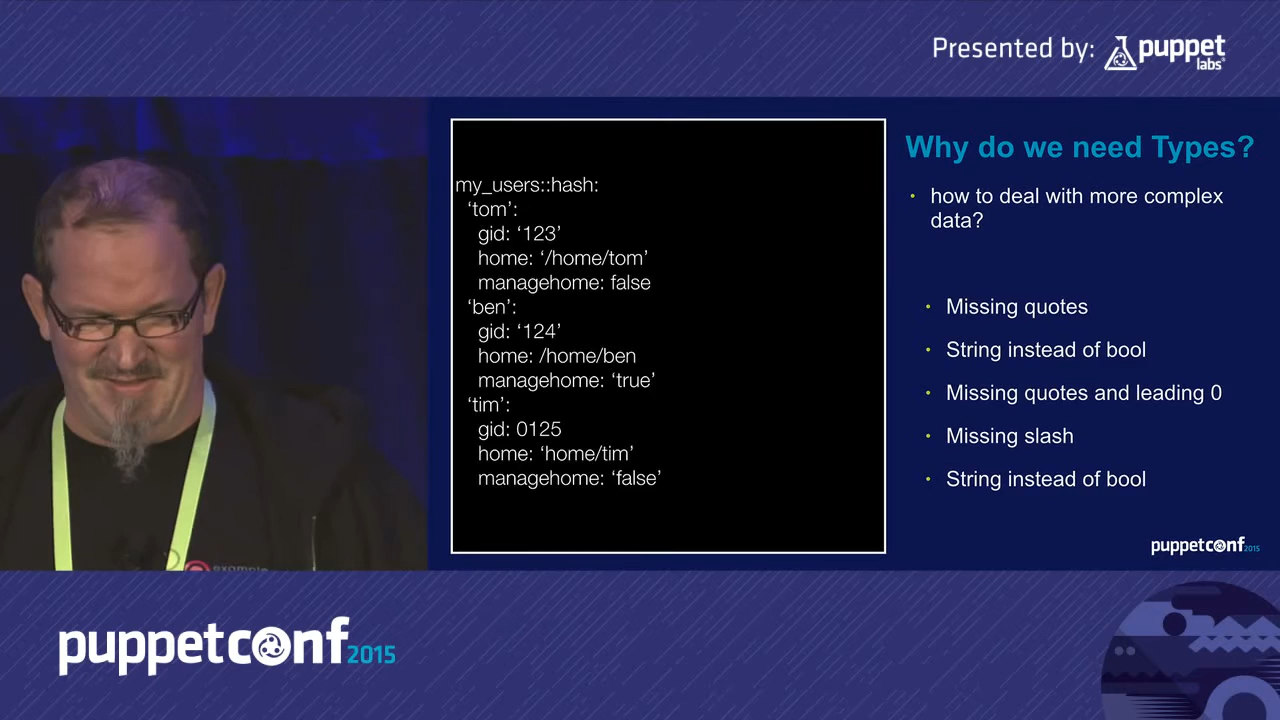 Presented by: puppet labs
my_users::hash:
‘tom’:
gid: ‘123’
home: ‘/home/tom’
managehome: false
‘ben’:
gid: ‘124’
home: /home/ben
managehome: ‘true’
‘tim’:
gid: 0125
home: ‘home/tim’
managehome: ‘false’
Why do we need Types?
• how to deal with more complex
data?
• Missing quotes
• String instead of bool
• Missing quotes and leading 0
• Missing slash
• String instead of bool
puppetconf2015
example
puppetconf2015